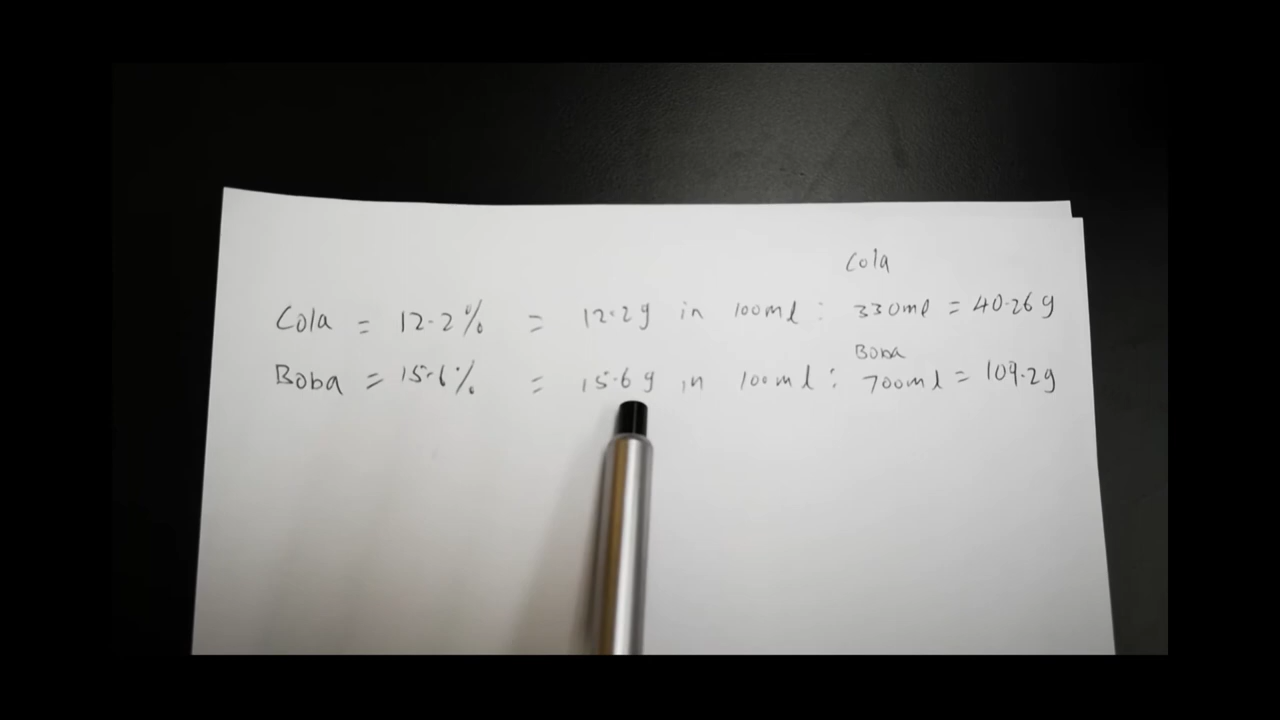 Cola
Cola = 12.2% = 12.2g in 100ml : 330ml = 40.26g
Boba
Boba = 15.6% = 15.6g in 100ml : 700ml = 109.2g